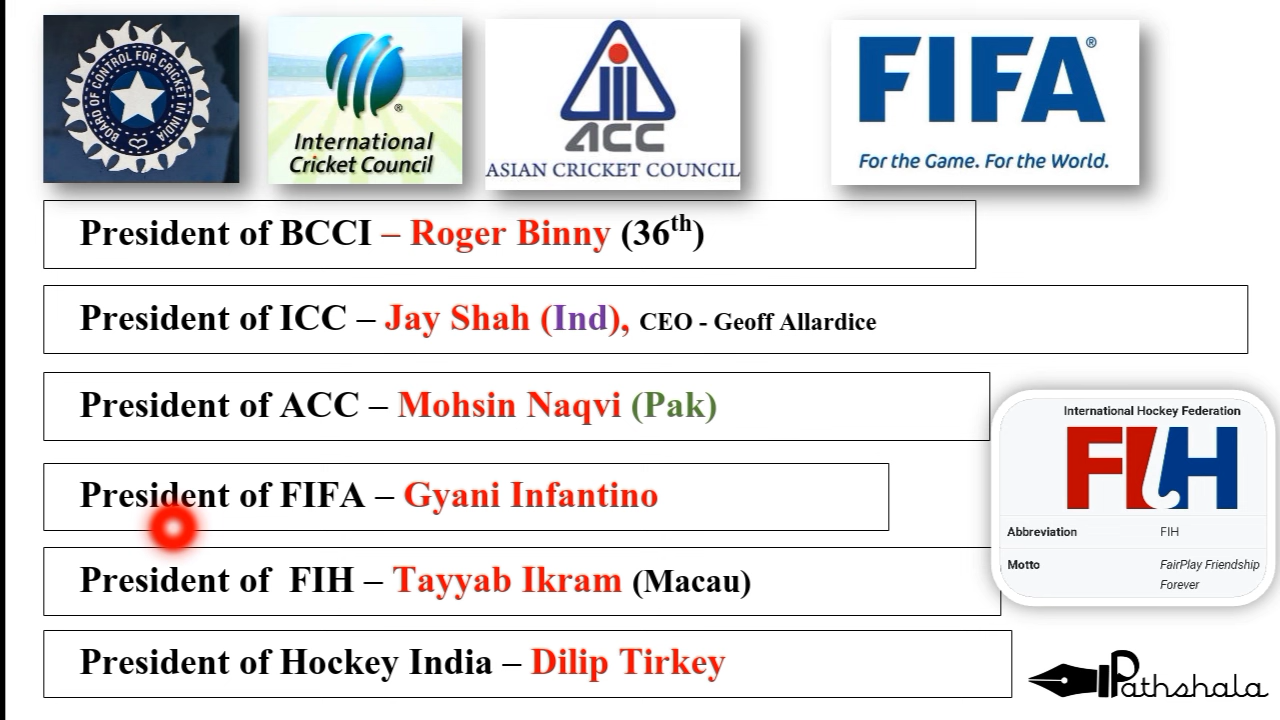 BOARD OF CONTROL FOR CRICKET IN INDIA
International
Cricket Council
ACC
ASIAN CRICKET COUNCIL
FIFA®
For the Game. For the World.
President of BCCI – Roger Binny (36th)
President of ICC – Jay Shah (Ind), CEO - Geoff Allardice
President of ACC – Mohsin Naqvi (Pak)
President of FIFA – Gyani Infantino
International Hockey Federation
FIH
Abbreviation FIH
Motto FairPlay Friendship
Forever
President of FIH – Tayyab Ikram (Macau)
President of Hockey India – Dilip Tirkey
Pathshala